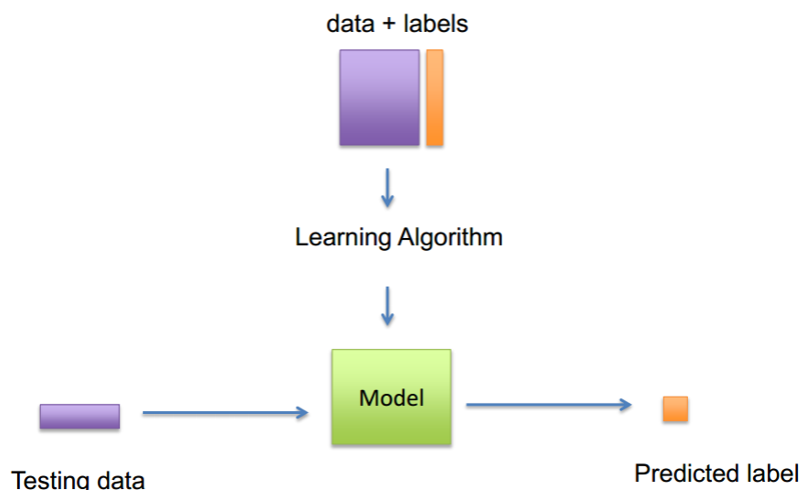 data + labels
Learning Algorithm
Model
Testing data
Predicted label